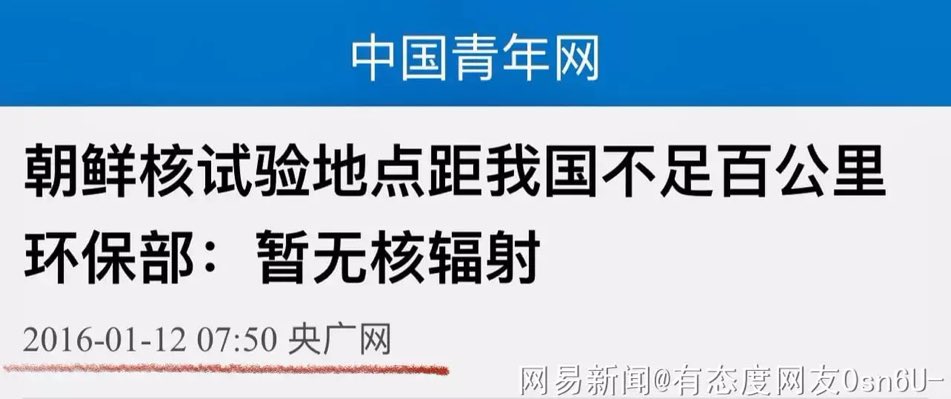 中国青年网
朝鲜核试验地点距我国不足百公里
环保部：暂无核辐射
2016-01-12 07:50 央广网
网易新闻@有态度网友0sn6U-